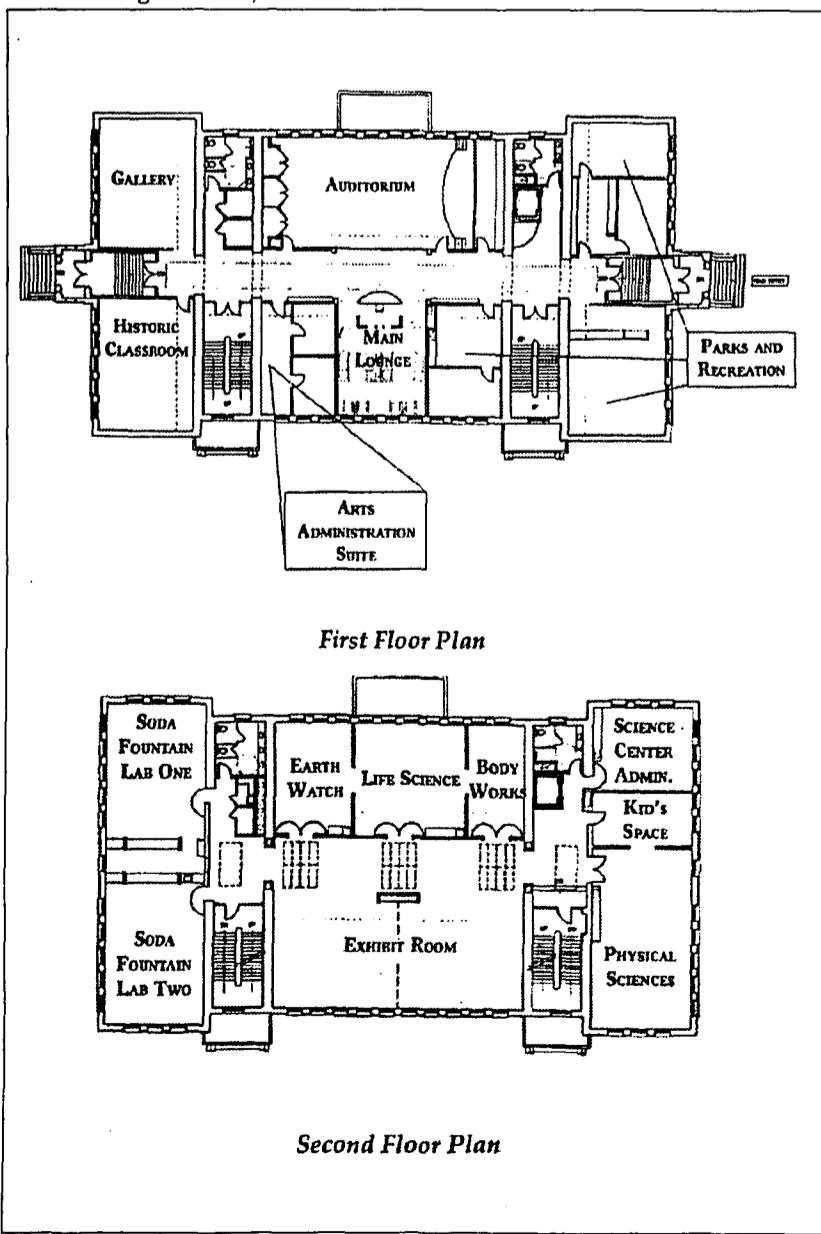 GALLERY
AUDITORIUM
HISTORIC
CLASSROOM
MAIN
LOUNGE
PARKS AND
RECREATION
ARTS
ADMINISTRATION
SUITE
First Floor Plan
SODA
FOUNTAIN
LAB ONE
EARTH
WATCH
LIFE SCIENCE
BODY
WORKS
SCIENCE
CENTER
ADMIN.
KID'S
SPACE
SODA
FOUNTAIN
LAB TWO
EXHIBIT ROOM
PHYSICAL
SCIENCES
Second Floor Plan